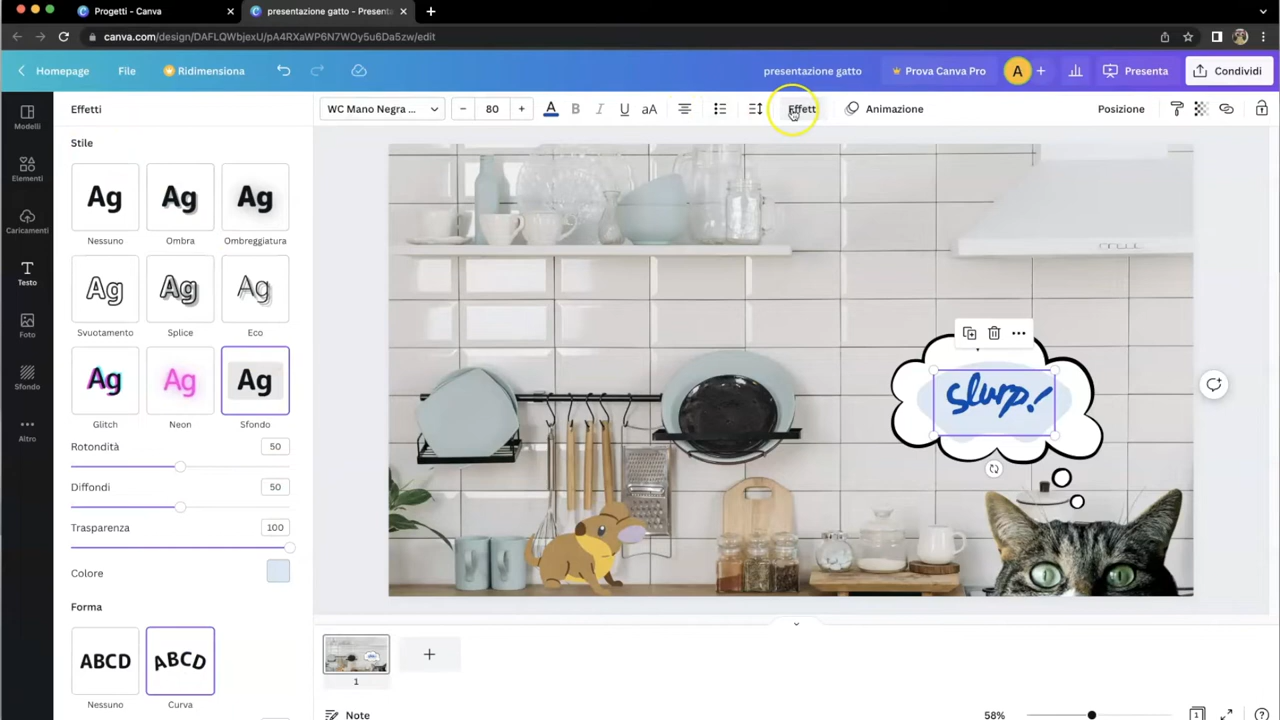 Progetti - Canva
presentazione gatto - Present
canva.com/design/DAFLQWbjexU/pA4RXaWP6N7WOy5u6Da5zw/edit
Homepage File Ridimensiona presentazione gatto Prova Canva Pro A Presenta Condividi
Effetti WC Mano Negra ... 80 A B I U aA Effetti Animazione Posizione
Modelli
Elementi
Caricamenti
Testo
Foto
Sfondo
Altro
Stile
Ag Ag Ag
Nessuno Ombra Ombreggiatura
Ag Ag Ag
Svuotamento Splice Eco
Ag Ag Ag
Glitch Neon Sfondo
Rotondità 50
Diffondi 50
Trasparenza 100
Colore
Forma
ABCD ABCD
Nessuno Curva
slurp!
1
Note 58% 1